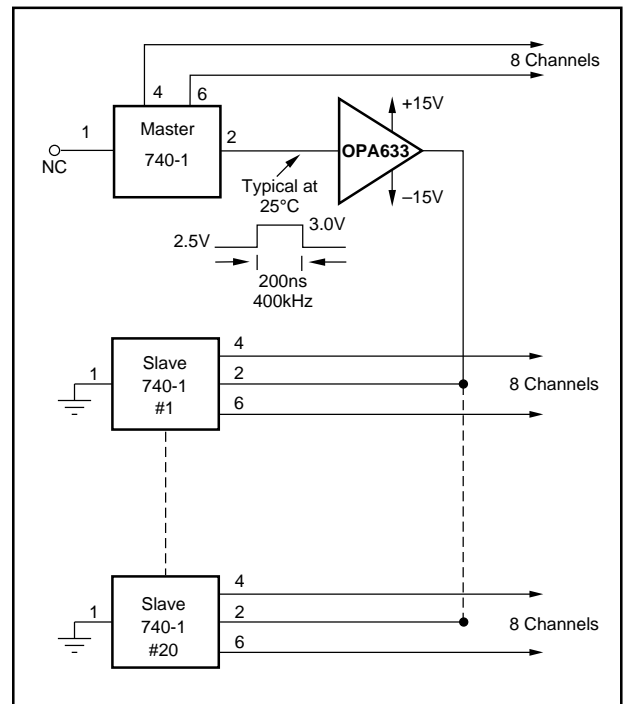 8 Channels
4
6
1
Master
740-1
2
NC
OPA633
+15V
–15V
Typical at
25°C
2.5V
3.0V
200ns
400kHz
1
Slave
740-1
#1
4
2
6
8 Channels
1
Slave
740-1
#20
4
2
6
8 Channels